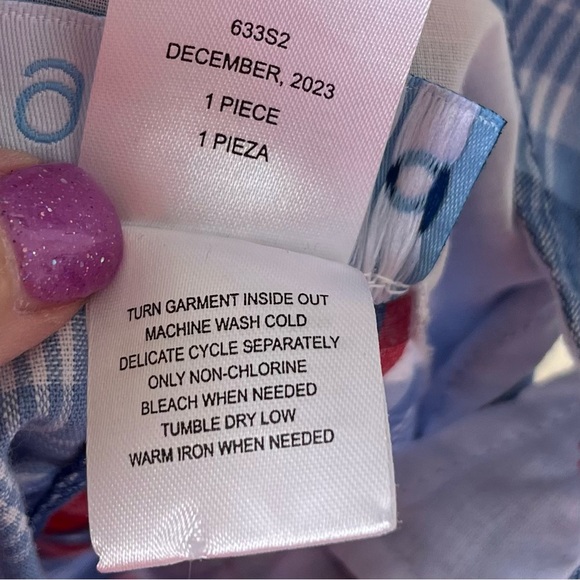 633S2
DECEMBER, 2023
1 PIECE
1 PIEZA
a
TURN GARMENT INSIDE OUT
MACHINE WASH COLD
DELICATE CYCLE SEPARATELY
ONLY NON-CHLORINE
BLEACH WHEN NEEDED
TUMBLE DRY LOW
WARM IRON WHEN NEEDED